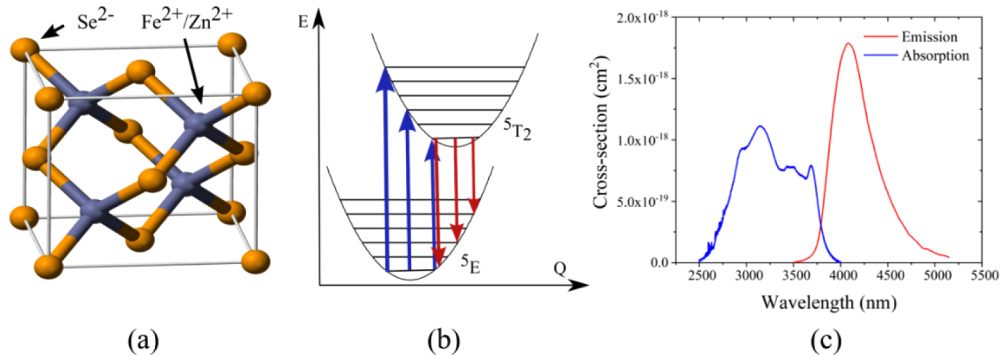 Se2-
Fe2+/Zn2+
(a)
E
5T2
5E
Q
(b)
Emission
Absorption
Cross-section (cm2)
2.0x10-18
1.5x10-18
1.0x10-18
5.0x10-19
0.0
2500 3000 3500 4000 4500 5000 5500
Wavelength (nm)
(c)